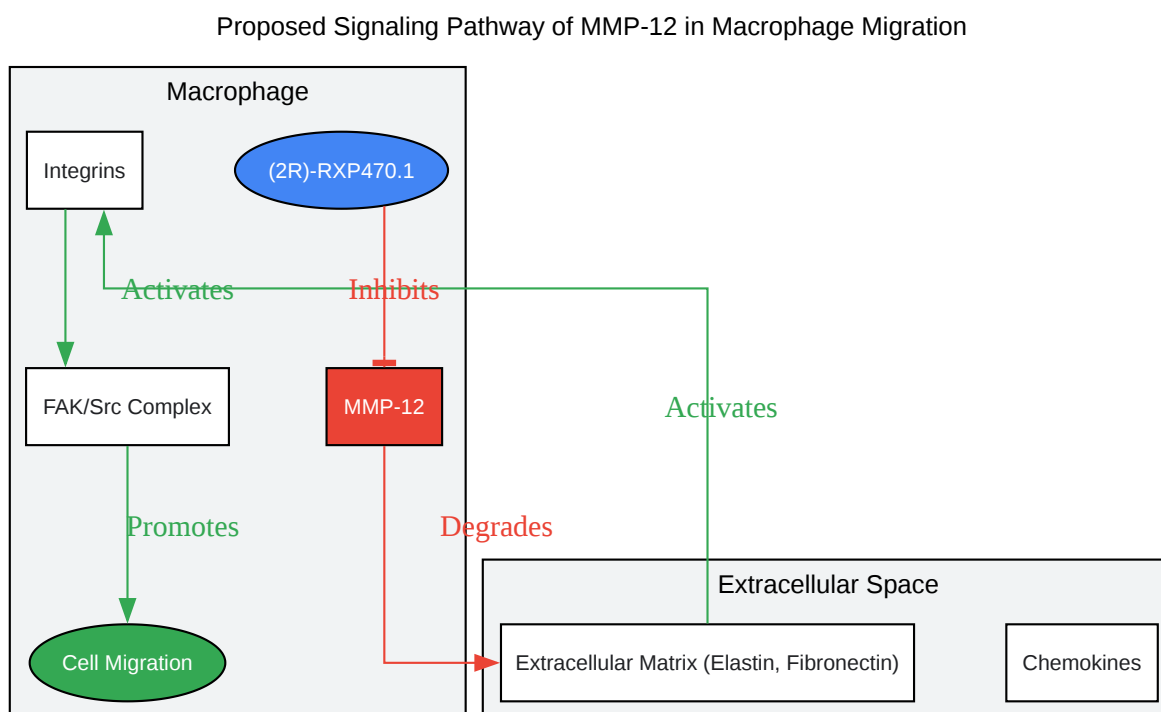 Proposed Signaling Pathway of MMP-12 in Macrophage Migration
Macrophage
Integrins
(2R)-RXP470.1
Activates
Inhibits
FAK/Src Complex
MMP-12
Activates
Promotes
Degrades
Extracellular Space
Cell Migration
Extracellular Matrix (Elastin, Fibronectin)
Chemokines